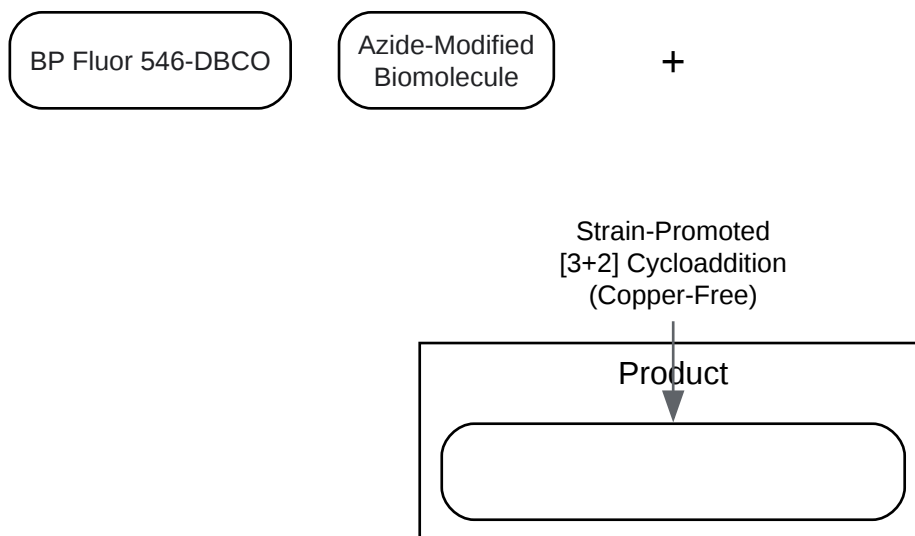 BP Fluor 546-DBCO
Azide-Modified
Biomolecule
+
Strain-Promoted
[3+2] Cycloaddition
(Copper-Free)
Product